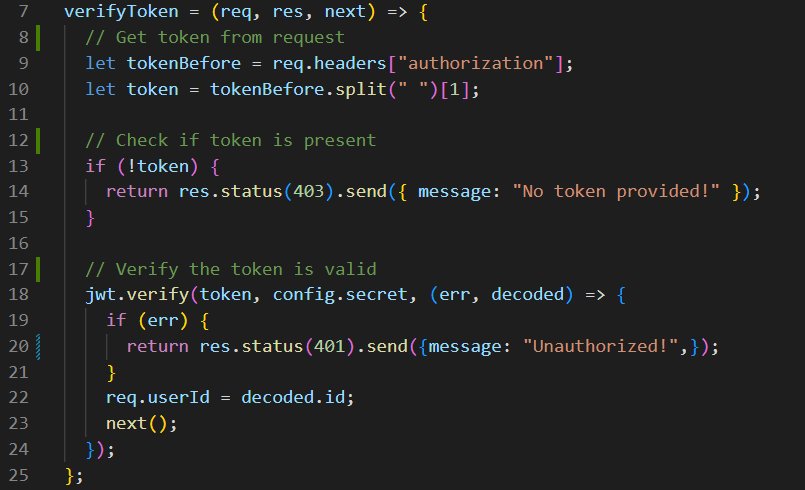 7 verifyToken = (req, res, next) => {
8 // Get token from request
9 let tokenBefore = req.headers["authorization"];
10 let token = tokenBefore.split(" ")[1];
11
12 // Check if token is present
13 if (!token) {
14 return res.status(403).send({ message: "No token provided!" });
15 }
16
17 // Verify the token is valid
18 jwt.verify(token, config.secret, (err, decoded) => {
19 if (err) {
20 return res.status(401).send({message: "Unauthorized!",});
21 }
22 req.userId = decoded.id;
23 next();
24 });
25 };